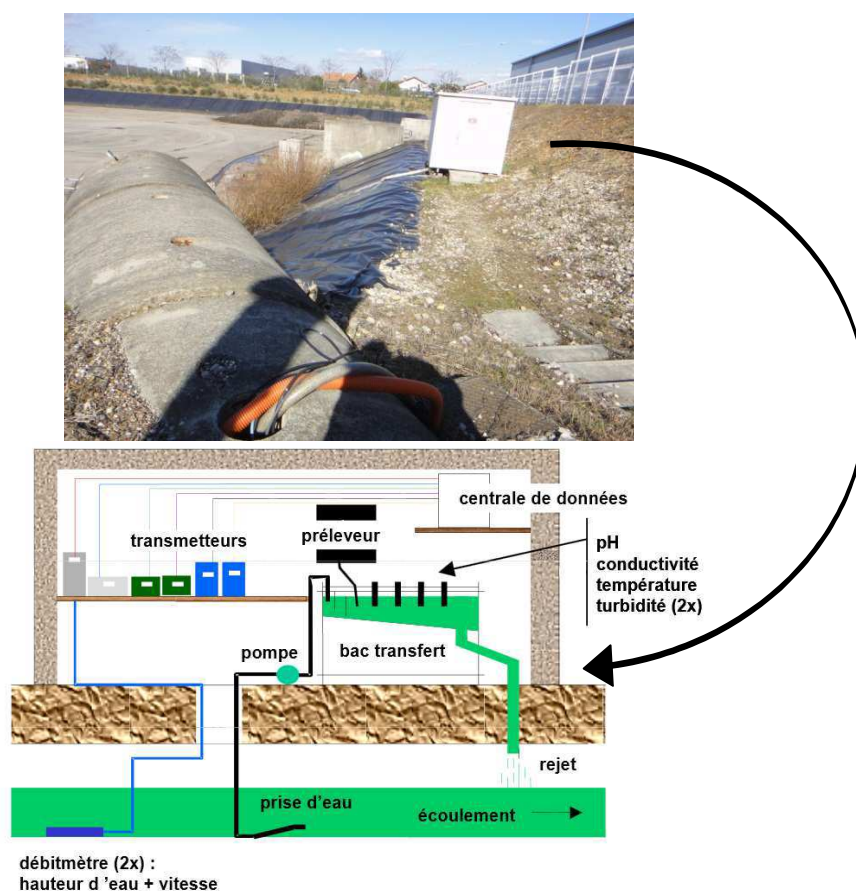 centrale de données
transmetteurs
préleveur
pH
conductivité
température
turbidité (2x)
pompe
bac transfert
rejet
prise d'eau
écoulement
débitmètre (2x) :
hauteur d 'eau + vitesse